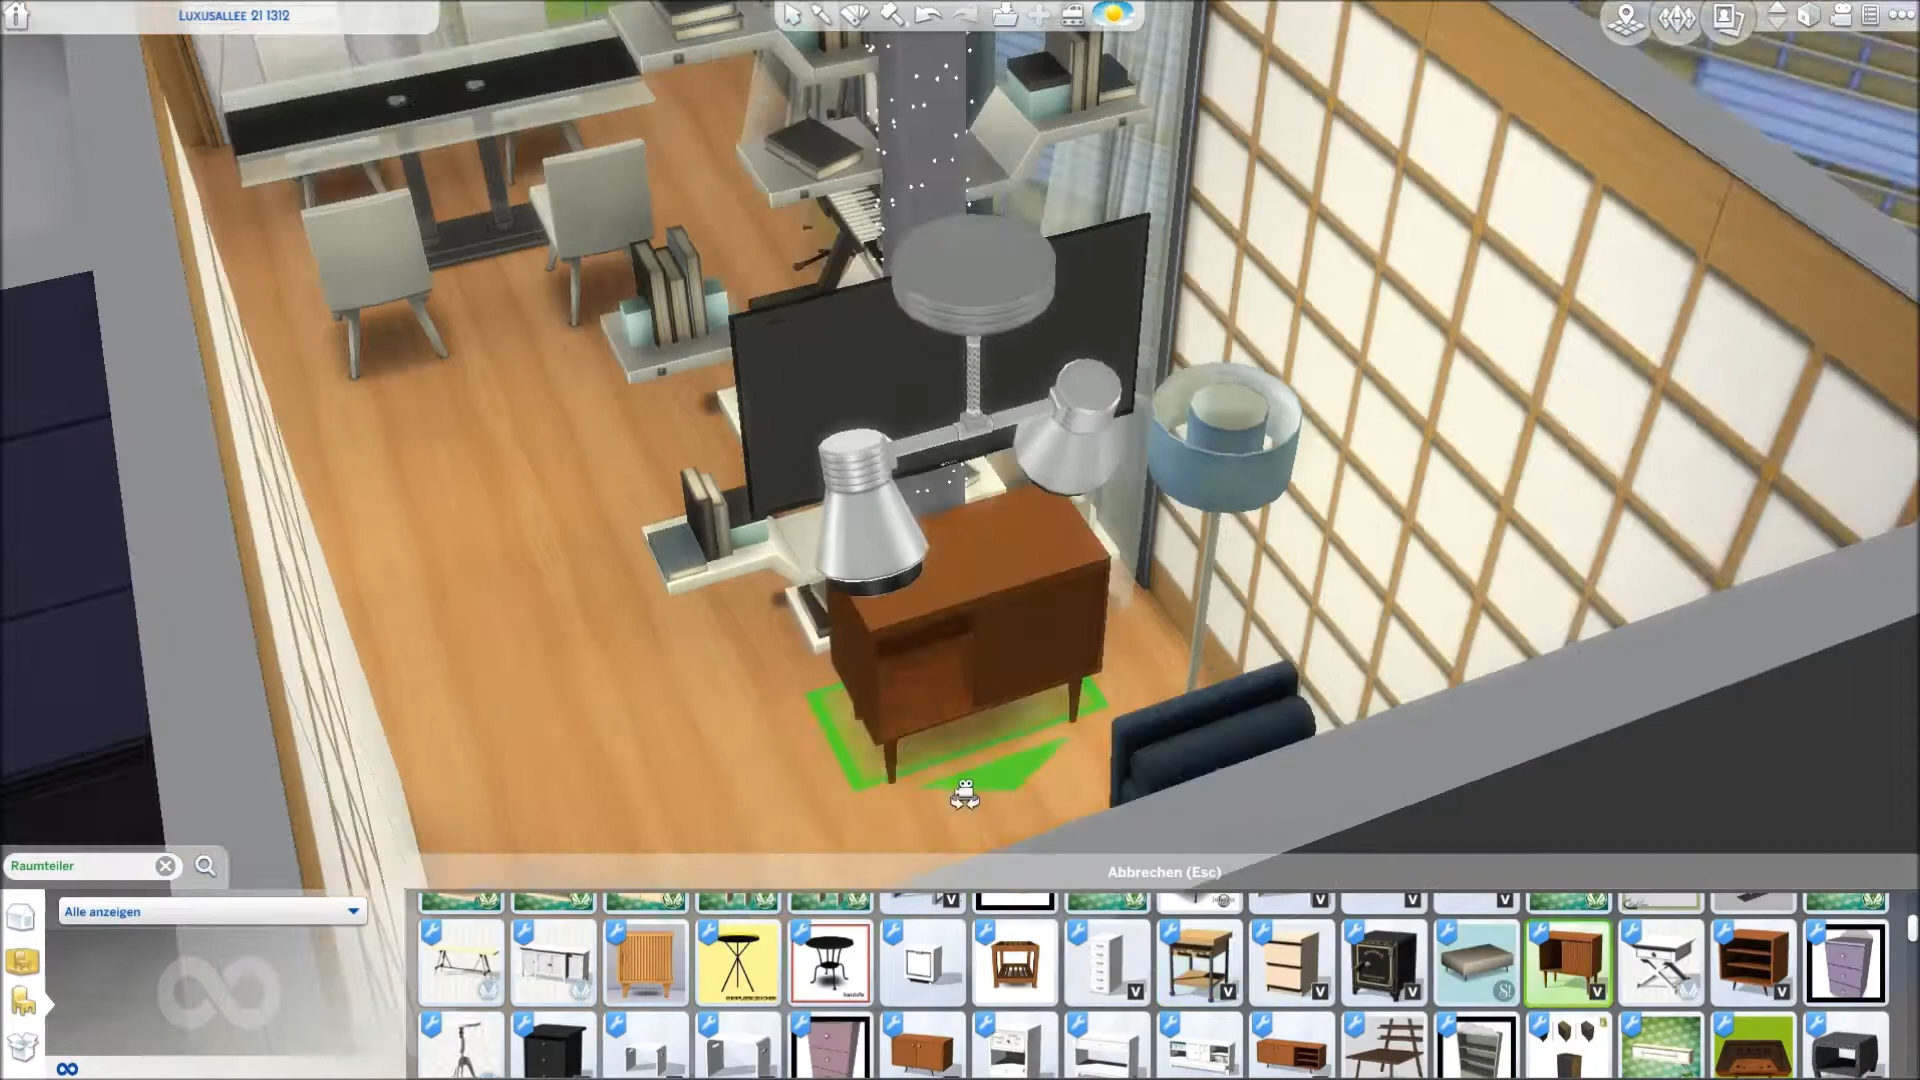 LUXUSALLEE 21 1312
Abbrechen (Esc)
Raumteiler
Alle anzeigen
V
V
V
V
V
V
V
V
V
S!
V
V